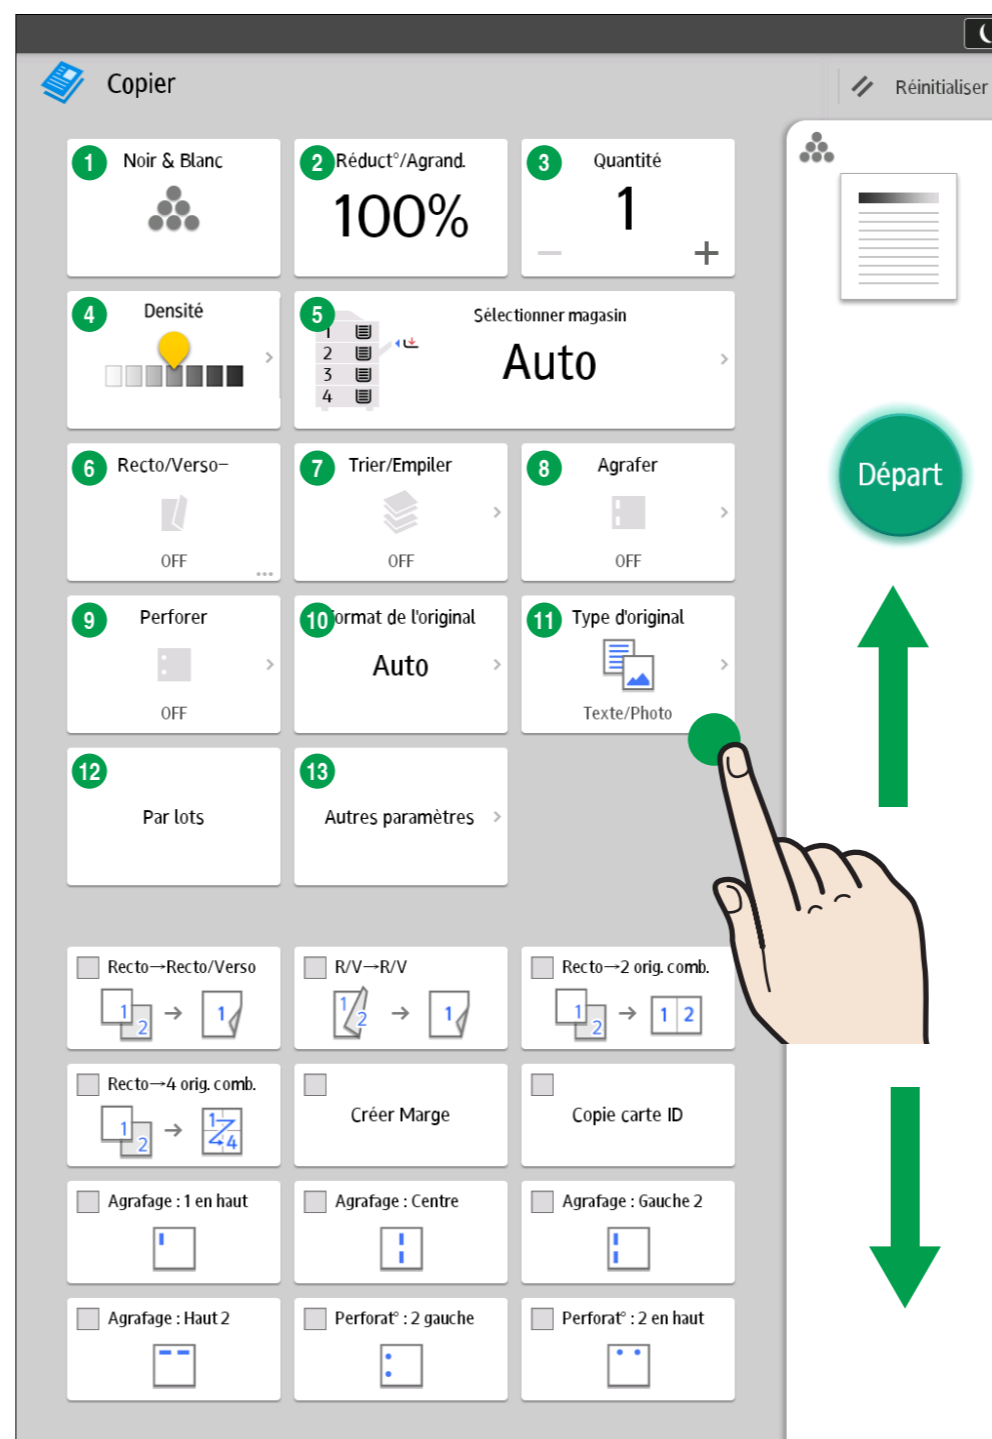 Copier
Réinitialiser
1 Noir & Blanc
2 Réduct°/Agrand.
100%
3 Quantité
1
− +
4 Densité
5 Sélectionner magasin
1
2
3
4
Auto
6 Recto/Verso−
OFF
...
7 Trier/Empiler
OFF
8 Agrafer
OFF
Départ
9 Perforer
OFF
10 ormat de l'original
Auto
11 Type d'original
Texte/Photo
12
Par lots
13
Autres paramètres
Recto→Recto/Verso
1 2 → 1
R/V→R/V
1 2 → 1
Recto→2 orig. comb.
1 2 → 1 2
Recto→4 orig. comb.
1 2 → 1 4
Créer Marge
Copie carte ID
Agrafage : 1 en haut
Agrafage : Centre
Agrafage : Gauche 2
Agrafage : Haut 2
Perforat° : 2 gauche
Perforat° : 2 en haut